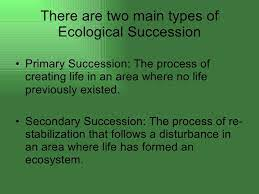 There are two main types of
Ecological Succession
• Primary Succession: The process of
creating life in an area where no life
previously existed.
• Secondary Succession: The process of re-
stabilization that follows a disturbance in
an area where life has formed an
ecosystem.